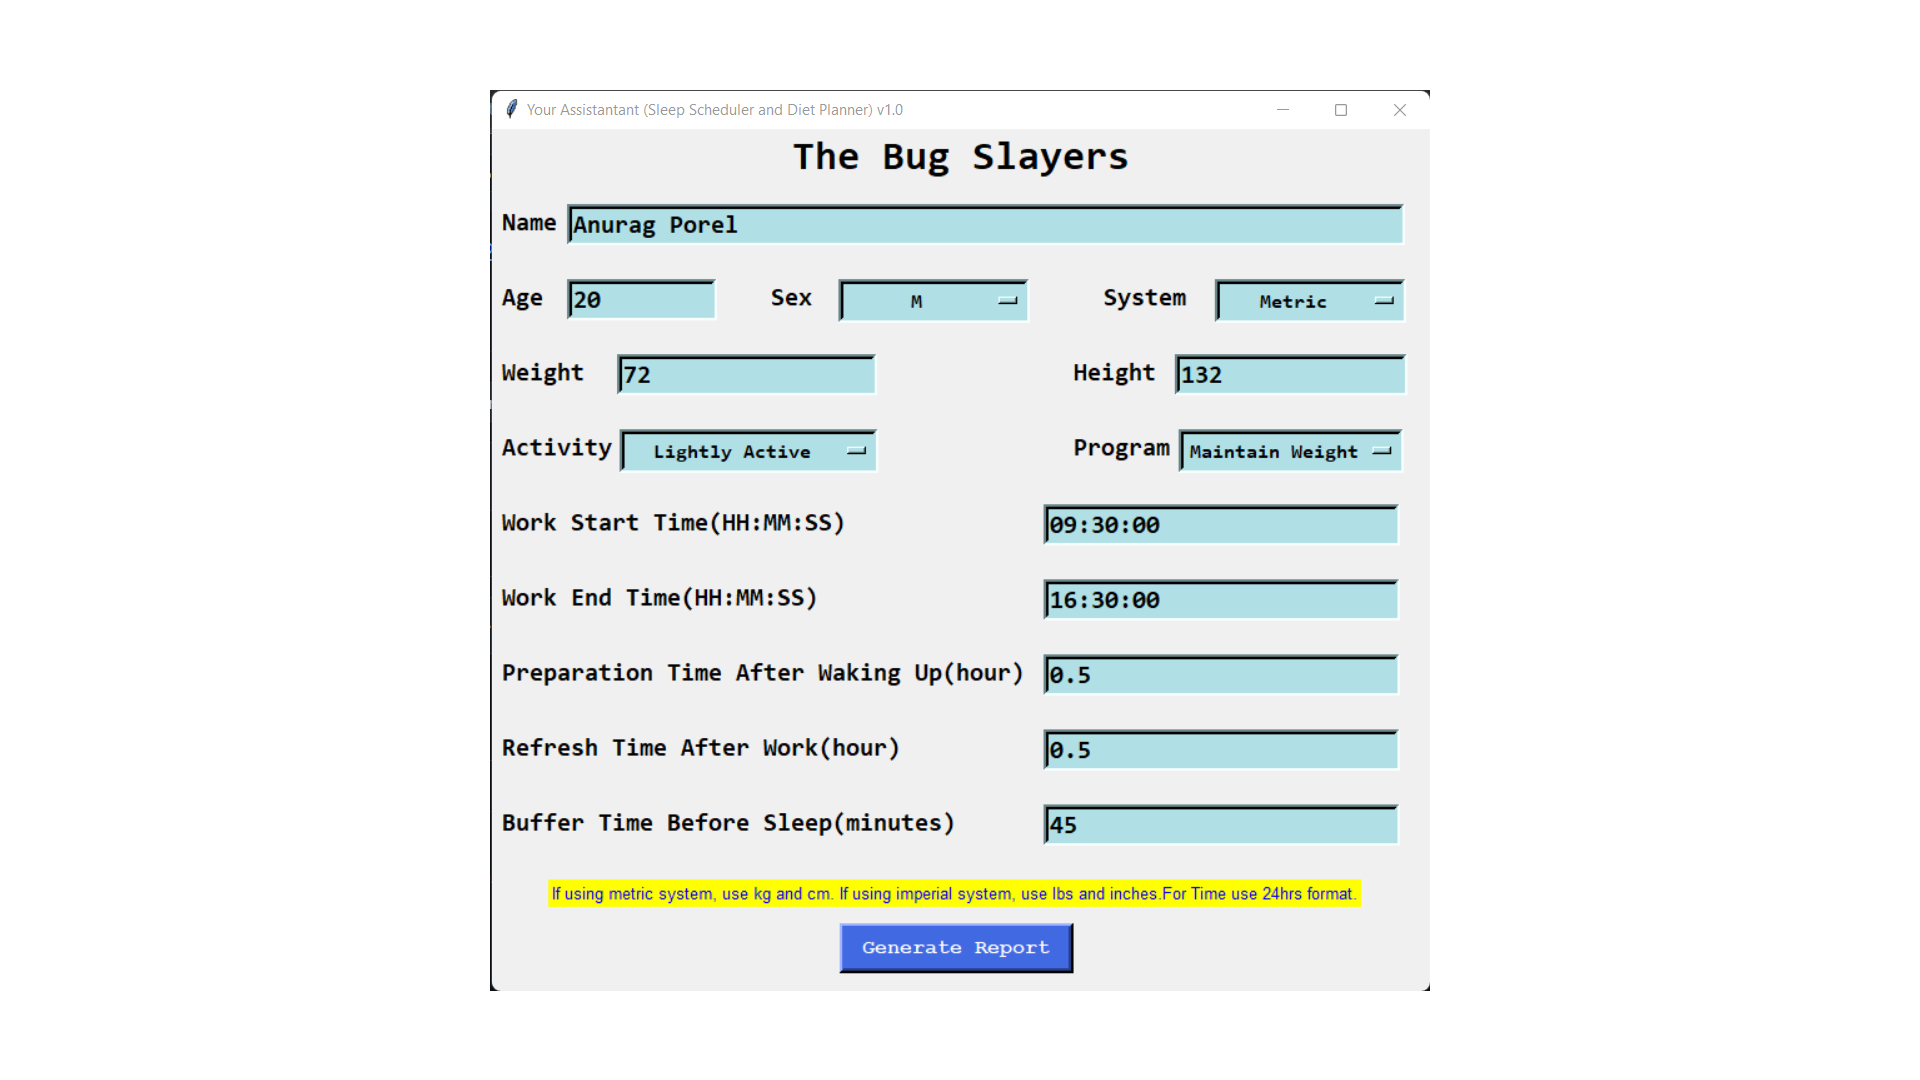 Your Assistantant (Sleep Scheduler and Diet Planner) v1.0
The Bug Slayers
Name Anurag Porel
Age 20 Sex M System Metric
Weight 72 Height 132
Activity Lightly Active Program Maintain Weight
Work Start Time(HH:MM:SS) 09:30:00
Work End Time(HH:MM:SS) 16:30:00
Preparation Time After Waking Up(hour) 0.5
Refresh Time After Work(hour) 0.5
Buffer Time Before Sleep(minutes) 45
If using metric system, use kg and cm. If using imperial system, use lbs and inches.For Time use 24hrs format.
Generate Report